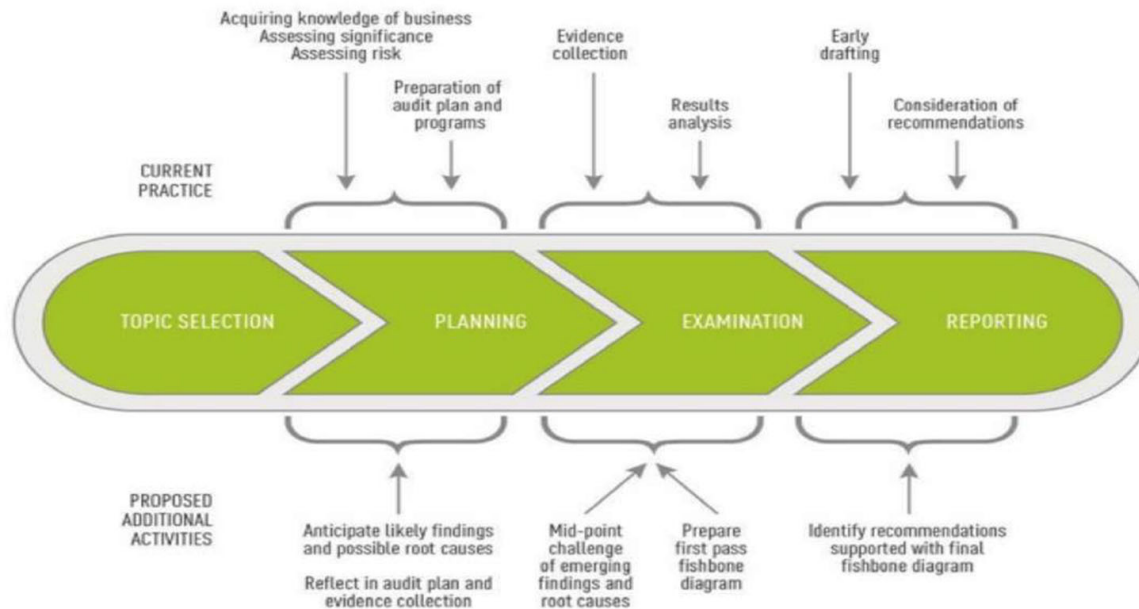 Acquiring knowledge of business
Assessing significance
Assessing risk
Preparation of
audit plan and
programs
Evidence
collection
Results
analysis
Early
drafting
Consideration of
recommendations
CURRENT
PRACTICE
TOPIC SELECTION
PLANNING
EXAMINATION
REPORTING
PROPOSED
ADDITIONAL
ACTIVITIES
Anticipate likely findings
and possible root causes
Reflect in audit plan and
evidence collection
Mid-point
challenge
of emerging
findings and
root causes
Prepare
first pass
fishbone
diagram
Identify recommendations
supported with final
fishbone diagram